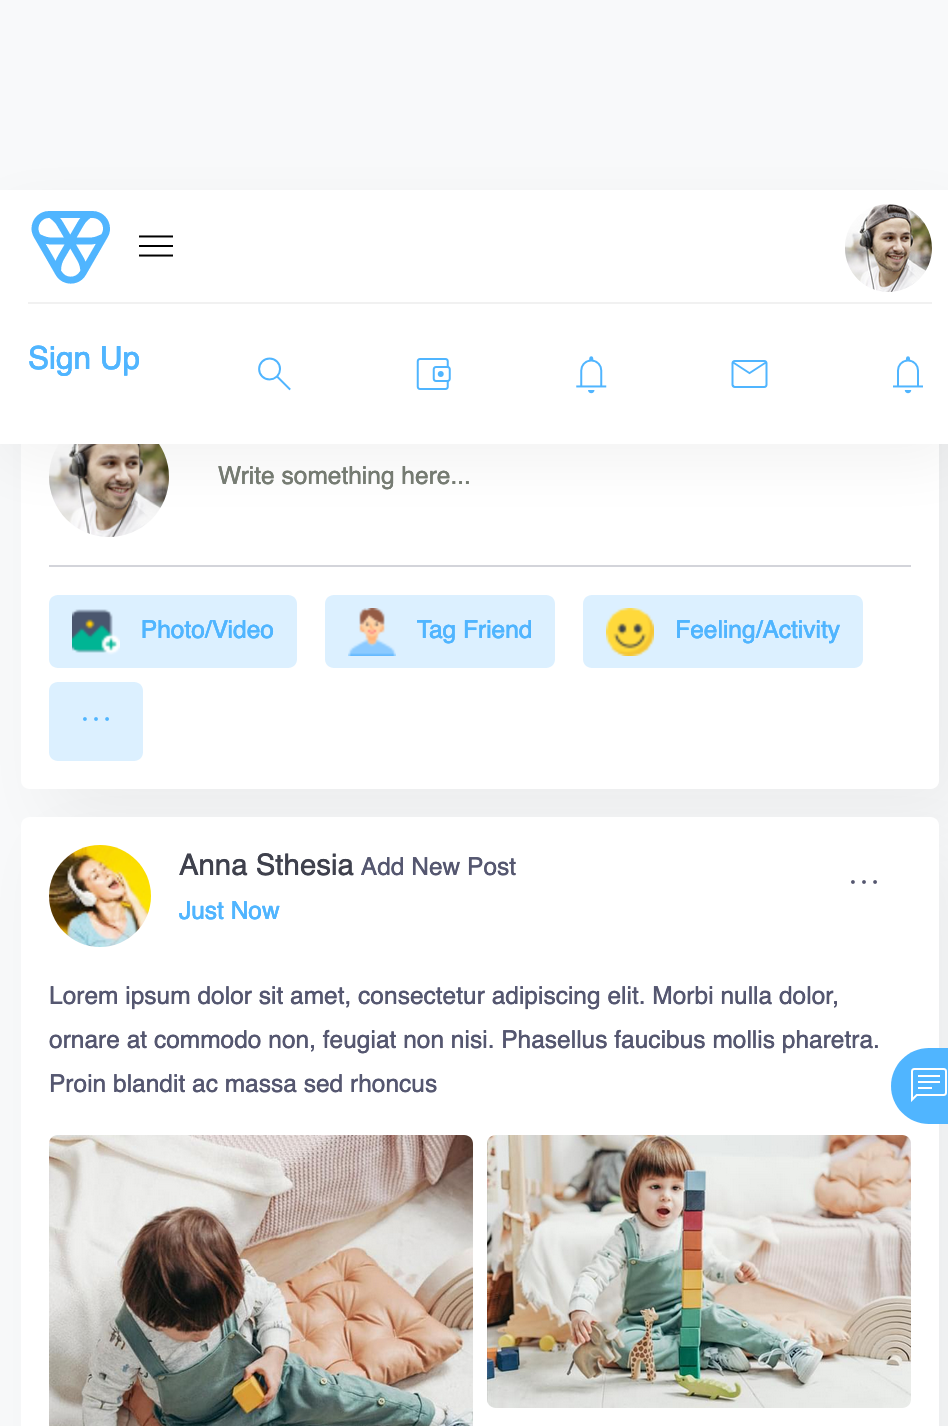 Sign Up
Write something here...
Photo/Video
Tag Friend
Feeling/Activity
Anna Sthesia Add New Post
Just Now
Lorem ipsum dolor sit amet, consectetur adipiscing elit. Morbi nulla dolor,
ornare at commodo non, feugiat non nisi. Phasellus faucibus mollis pharetra.
Proin blandit ac massa sed rhoncus